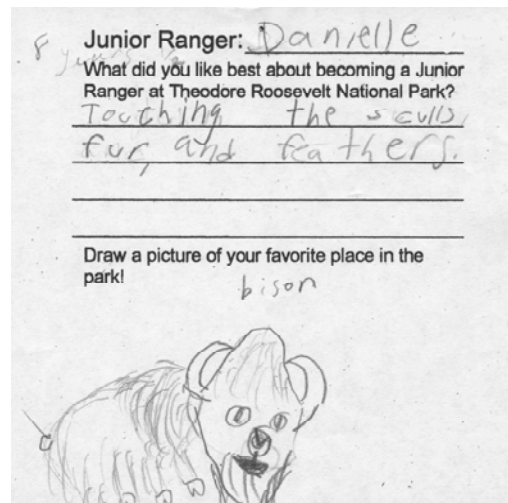 Junior Ranger: Danielle
8 years
What did you like best about becoming a Junior
Ranger at Theodore Roosevelt National Park?
Touching the sculls,
fur, and feathers.
Draw a picture of your favorite place in the
park!
bison